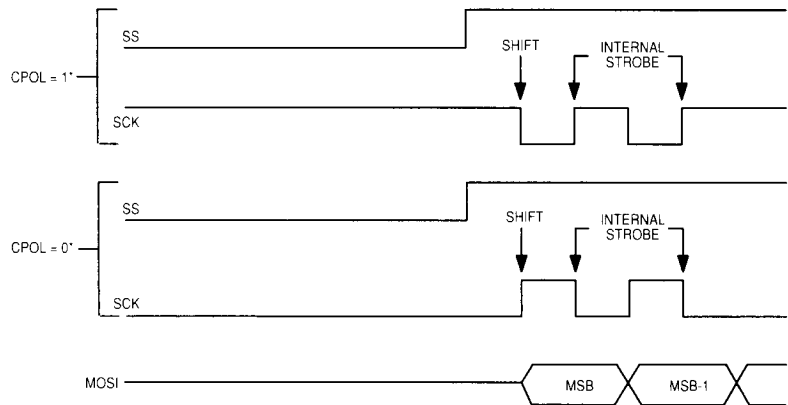 SS
SHIFT
INTERNAL
STROBE
CPOL = 1*
SCK
SS
SHIFT
INTERNAL
STROBE
CPOL = 0*
SCK
MOSI
MSB
MSB-1